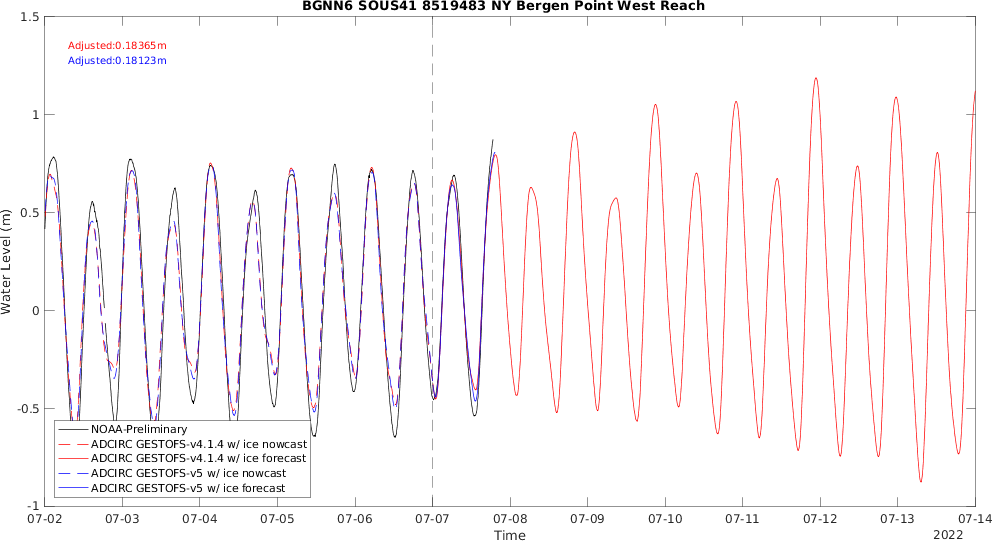 BGNN6 SOUS41 8519483 NY Bergen Point West Reach
Adjusted:0.18365m
Adjusted:0.18123m
1.5
1
0.5
0
-0.5
-1
Water Level (m)
NOAA-Preliminary
ADCIRC GESTOFS-v4.1.4 w/ ice nowcast
ADCIRC GESTOFS-v4.1.4 w/ ice forecast
ADCIRC GESTOFS-v5 w/ ice nowcast
ADCIRC GESTOFS-v5 w/ ice forecast
07-02 07-03 07-04 07-05 07-06 07-07 07-08 07-09 07-10 07-11 07-12 07-13 07-14
Time
2022